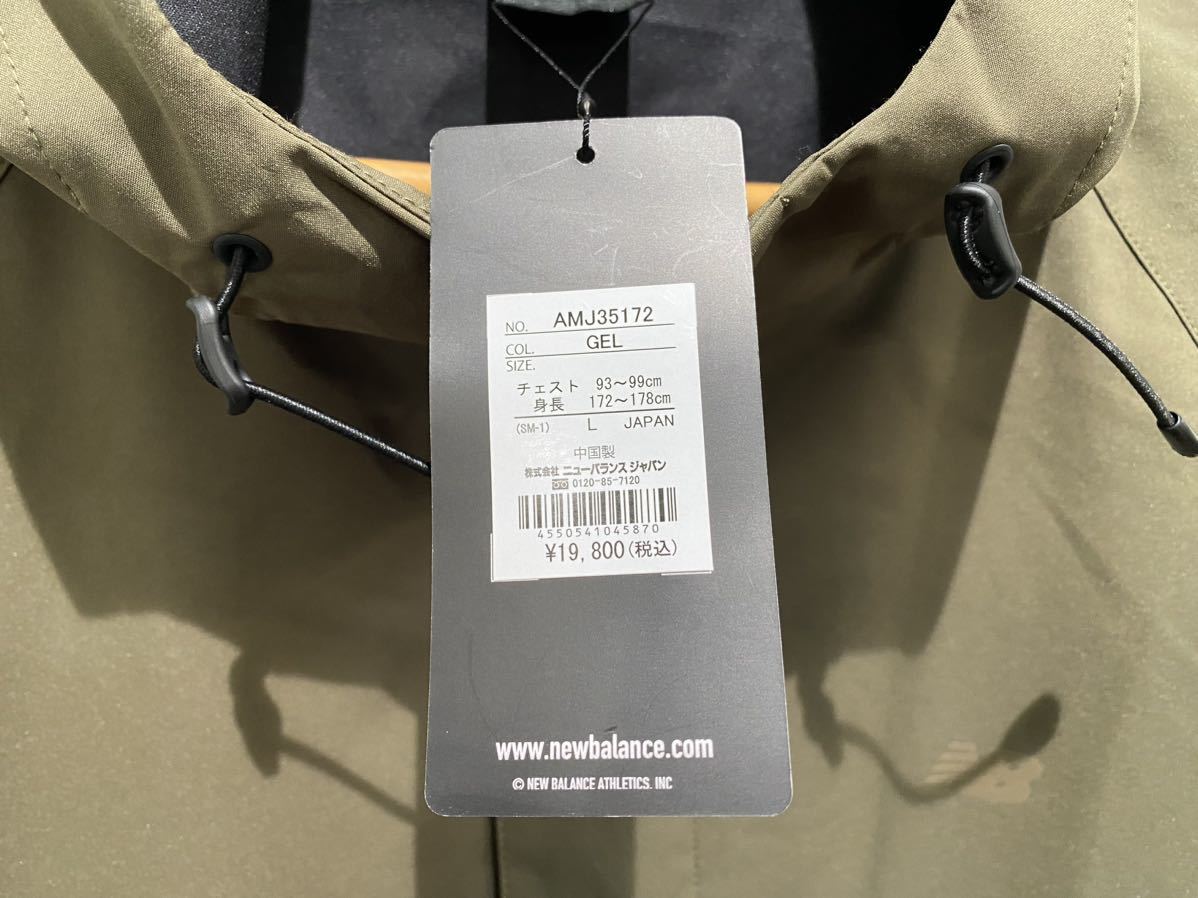 NO. AMJ35172
COL. GEL
SIZE.
チェスト 93～99cm
身長 172～178cm
(SM-1) L JAPAN
中国製
株式会社 ニューバランス ジャパン
0120-85-7120
4550541045870
¥19,800(税込)
www.newbalance.com
© NEW BALANCE ATHLETICS. INC